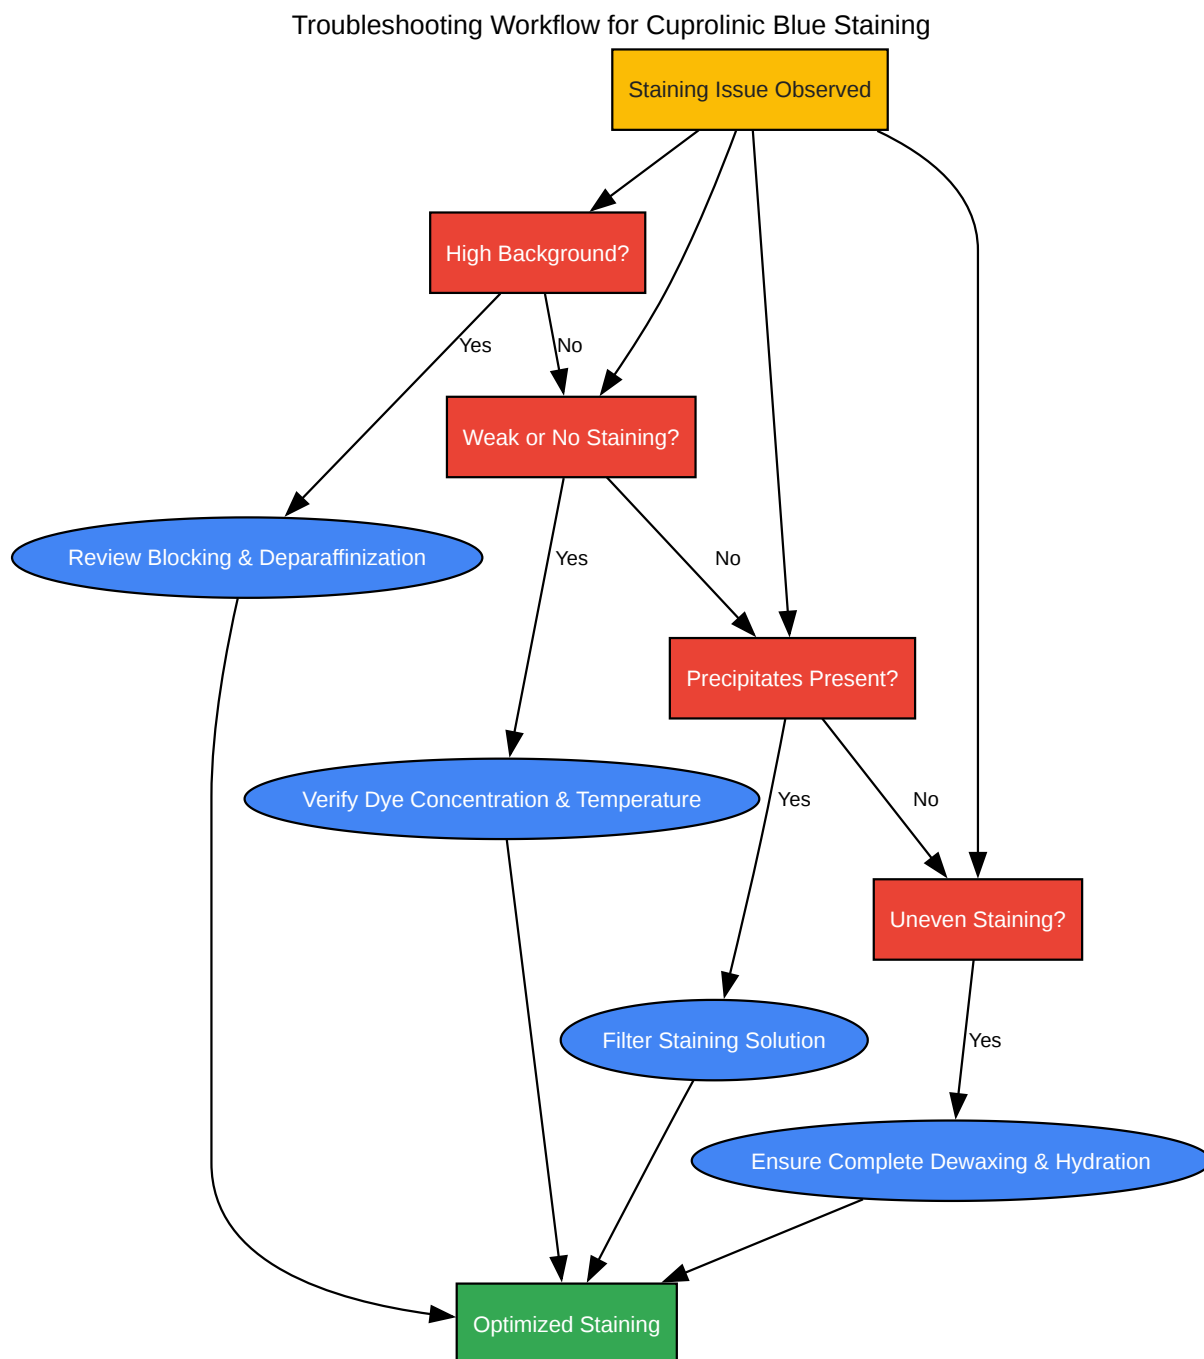 Troubleshooting Workflow for Cuprolinic Blue Staining
Staining Issue Observed
High Background?
Yes
No
Weak or No Staining?
Review Blocking & Deparaffinization
Yes
No
Precipitates Present?
Verify Dye Concentration & Temperature
Yes
No
Uneven Staining?
Filter Staining Solution
Yes
Ensure Complete Dewaxing & Hydration
Optimized Staining